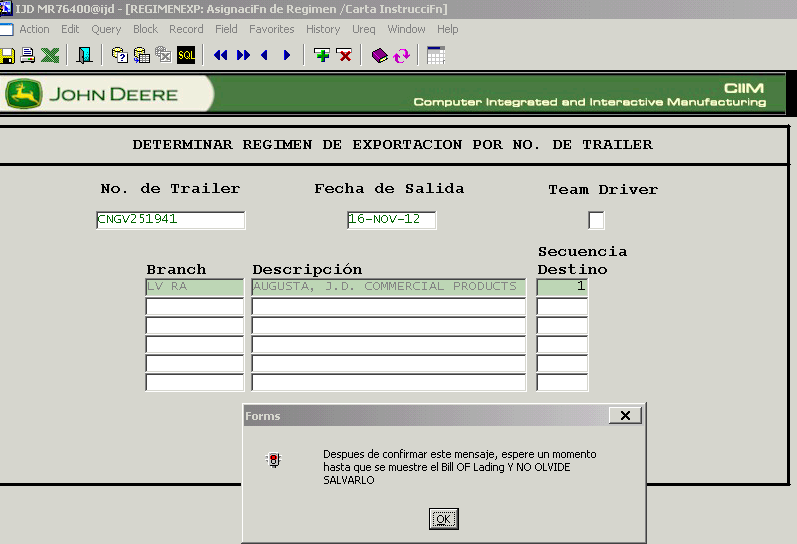 IJD MR76400@ijd - [REGIMENEXP: AsignaciFn de Regimen /Carta InstrucciFn]
Action Edit Query Block Record Field Favorites History Ureq Window Help
SQL
JOHN DEERE
CIIM
Computer Integrated and Interactive Manufacturing
DETERMINAR REGIMEN DE EXPORTACION POR NO. DE TRAILER
No. de Trailer Fecha de Salida Team Driver
CNGV251941 16-NOV-12
Secuencia
Branch Descripción Destino
LV RA AUGUSTA, J.D. COMMERCIAL PRODUCTS 1
Forms
Despues de confirmar este mensaje, espere un momento
hasta que se muestre el Bill OF Lading Y NO OLVIDE
SALVARLO
OK